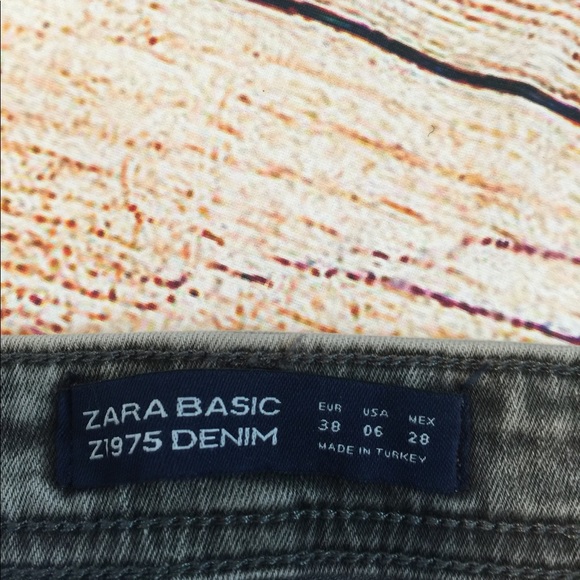 ZARA BASIC
Z1975 DENIM
EUR USA MEX
38 06 28
MADE IN TURKEY